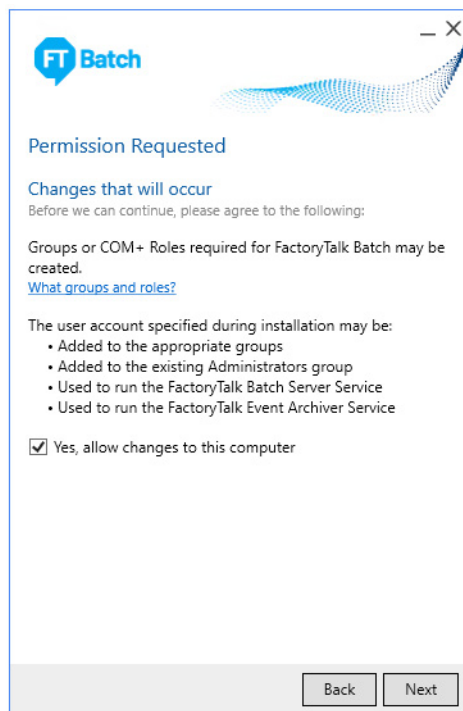 FT Batch
Permission Requested
Changes that will occur
Before we can continue, please agree to the following:
Groups or COM+ Roles required for FactoryTalk Batch may be
created.
What groups and roles?
The user account specified during installation may be:
• Added to the appropriate groups
• Added to the existing Administrators group
• Used to run the FactoryTalk Batch Server Service
• Used to run the FactoryTalk Event Archiver Service
Yes, allow changes to this computer
Back Next